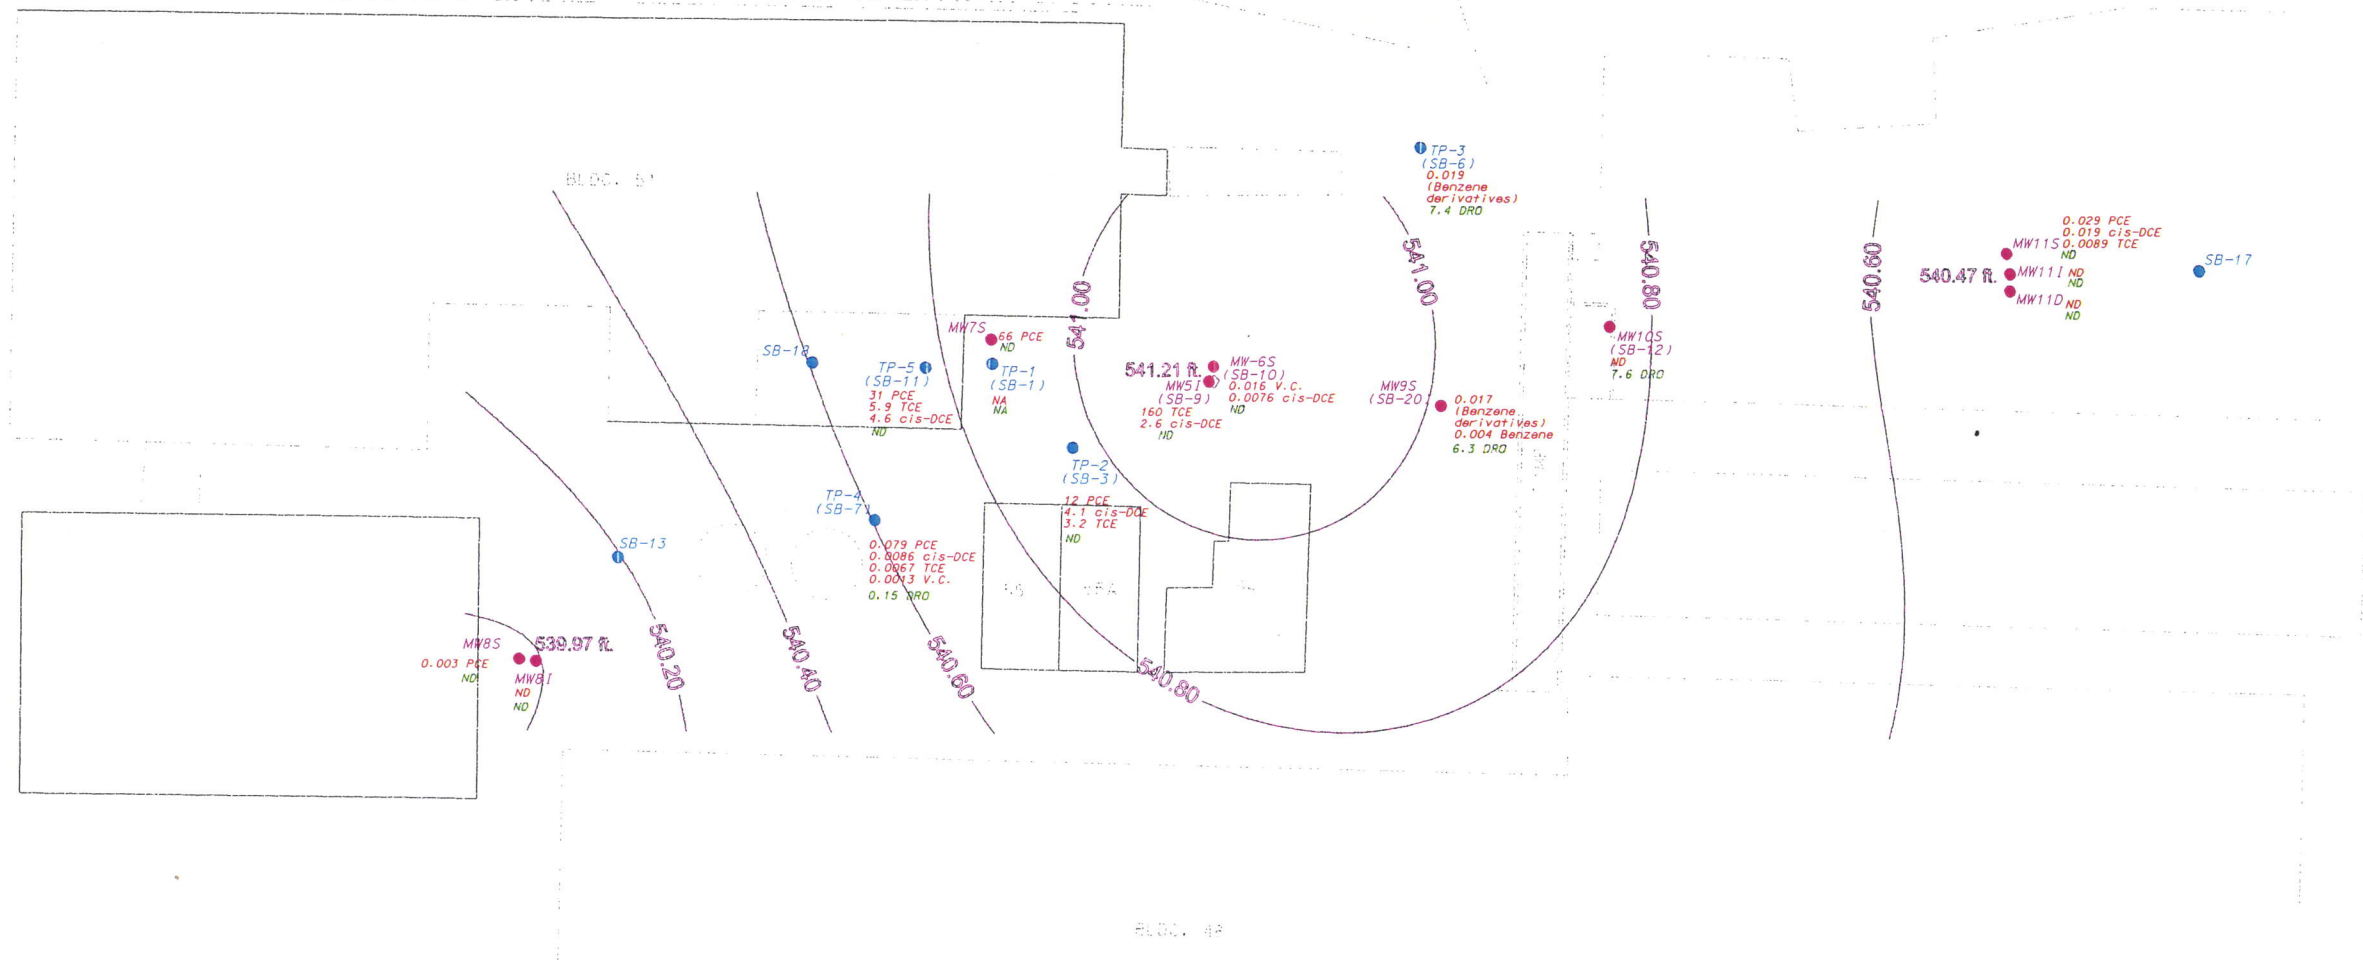 BLDG. 51
TP-3
(SB-6)
0.019
(Benzene
derivatives)
7.4 DRO
541.00
541.00
540.80
540.60
0.029 PCE
0.019 cis-DCE
MW11S 0.0089 TCE
ND
540.47 ft.
MW11I ND
ND
MW11D ND
ND
SB-17
SB-18
TP-5
(SB-11)
31 PCE
5.9 TCE
4.6 cis-DCE
ND
MW7S
66 PCE
ND
TP-1
(SB-1)
NA
NA
541.21 ft.
MW-6S
(SB-10)
0.016 V.C.
0.0076 cis-DCE
ND
MW5I
(SB-9)
160 TCE
2.6 cis-DCE
ND
MW9S
(SB-20)
0.017
(Benzene
derivatives)
0.004 Benzene
6.3 DRO
MW10S
(SB-12)
ND
7.6 DRO
TP-2
(SB-3)
12 PCE
4.1 cis-DCE
3.2 TCE
ND
TP-4
(SB-7)
0.079 PCE
0.0086 cis-DCE
0.0067 TCE
0.0013 V.C.
0.15 DRO
SB-13
MW8S
0.003 PCE
ND
539.97 ft.
MW8I
ND
ND
540.20
540.40
540.60
540.80